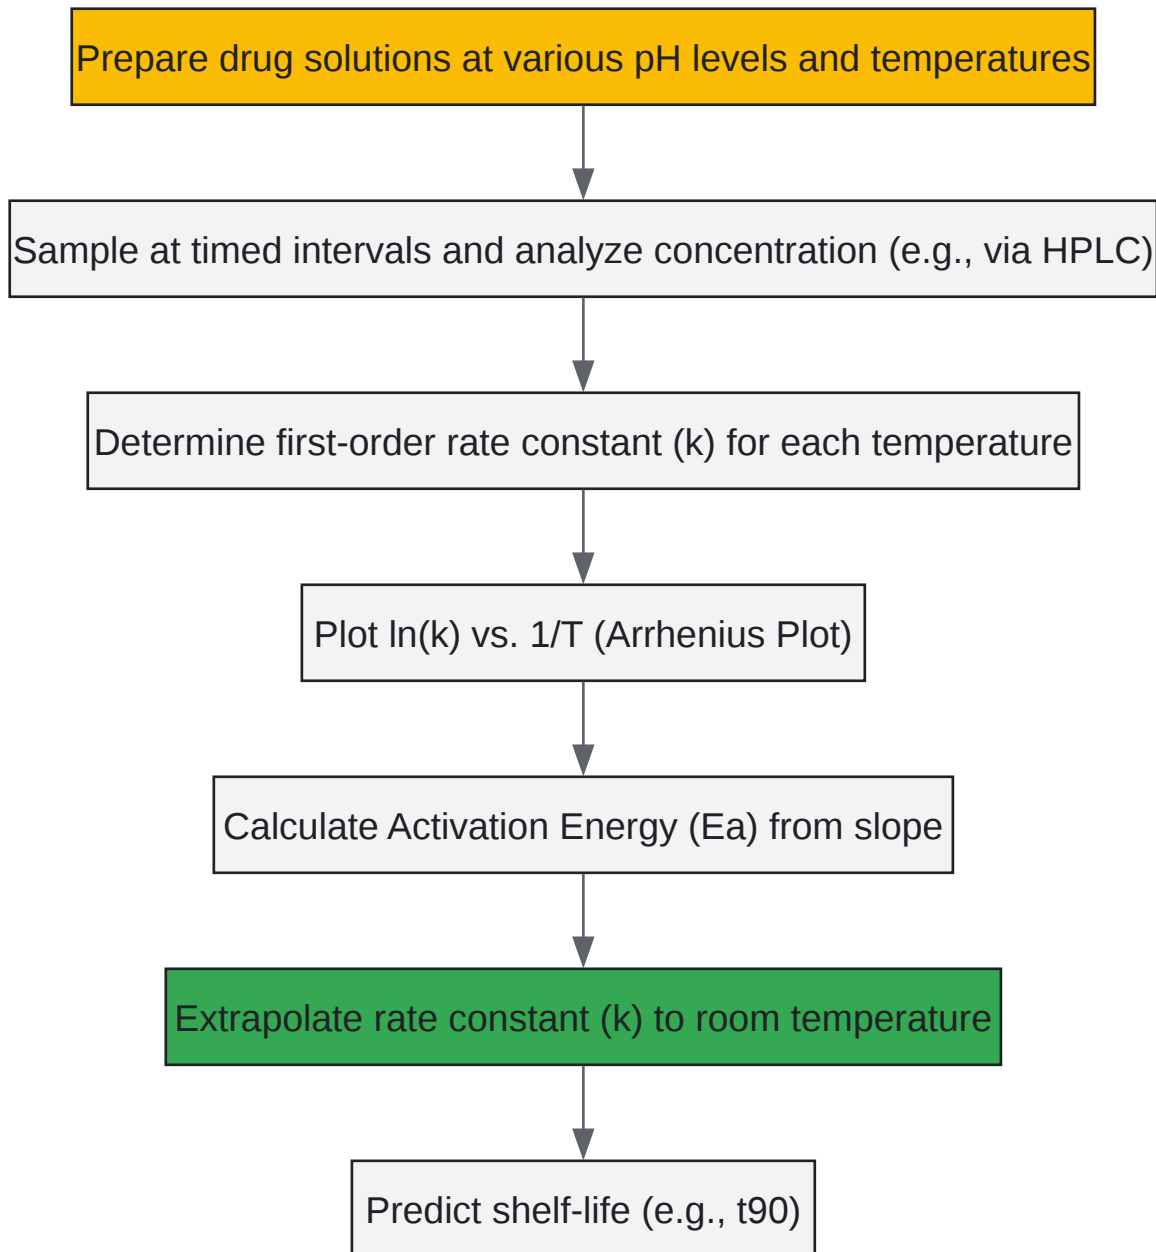 Prepare drug solutions at various pH levels and temperatures
Sample at timed intervals and analyze concentration (e.g., via HPLC)
Determine first-order rate constant (k) for each temperature
Plot ln(k) vs. 1/T (Arrhenius Plot)
Calculate Activation Energy (Ea) from slope
Extrapolate rate constant (k) to room temperature
Predict shelf-life (e.g., t90)